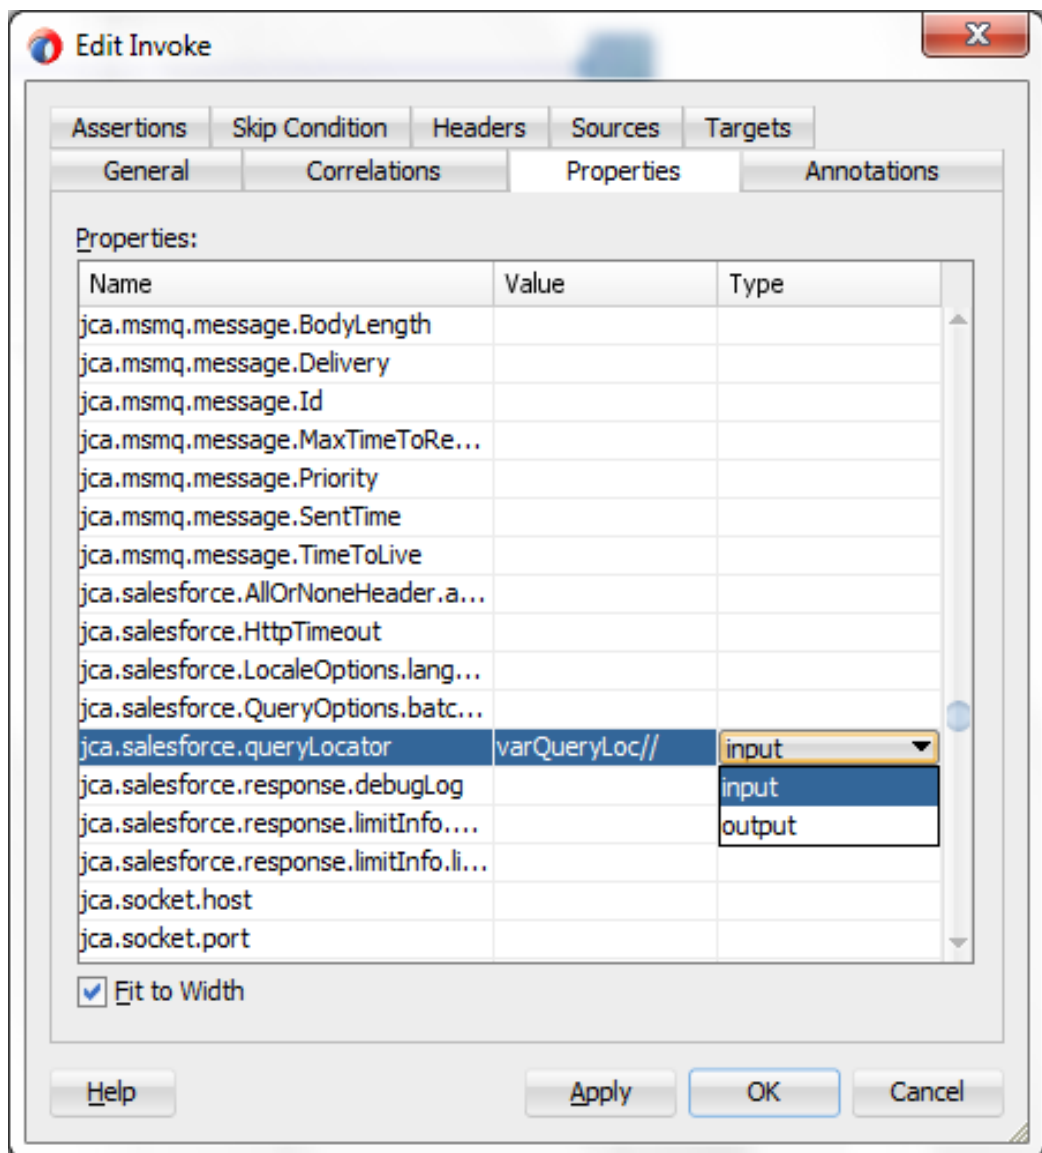 Edit Invoke
Assertions Skip Condition Headers Sources Targets
General Correlations Properties Annotations
Properties:
Name Value Type
jca.msmq.message.BodyLength
jca.msmq.message.Delivery
jca.msmq.message.Id
jca.msmq.message.MaxTimeToRe...
jca.msmq.message.Priority
jca.msmq.message.SentTime
jca.msmq.message.TimeToLive
jca.salesforce.AllOrNoneHeader.a...
jca.salesforce.HttpTimeout
jca.salesforce.LocaleOptions.lang...
jca.salesforce.QueryOptions.batc...
jca.salesforce.queryLocator varQueryLoc// input
jca.salesforce.response.debugLog input
jca.salesforce.response.limitInfo.... output
jca.salesforce.response.limitInfo.li...
jca.socket.host
jca.socket.port
Fit to Width
Help Apply OK Cancel